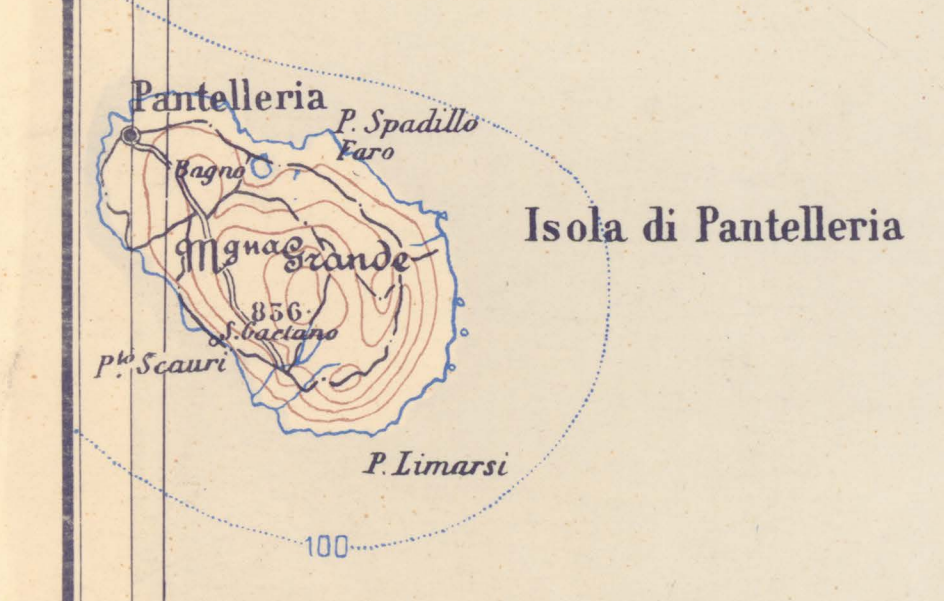 Pantelleria
P. Spadillo
Faro
Bagno
Isola di Pantelleria
Mgna Grande
836
S. Gaetano
Pto. Scauri
P. Limarsi
100